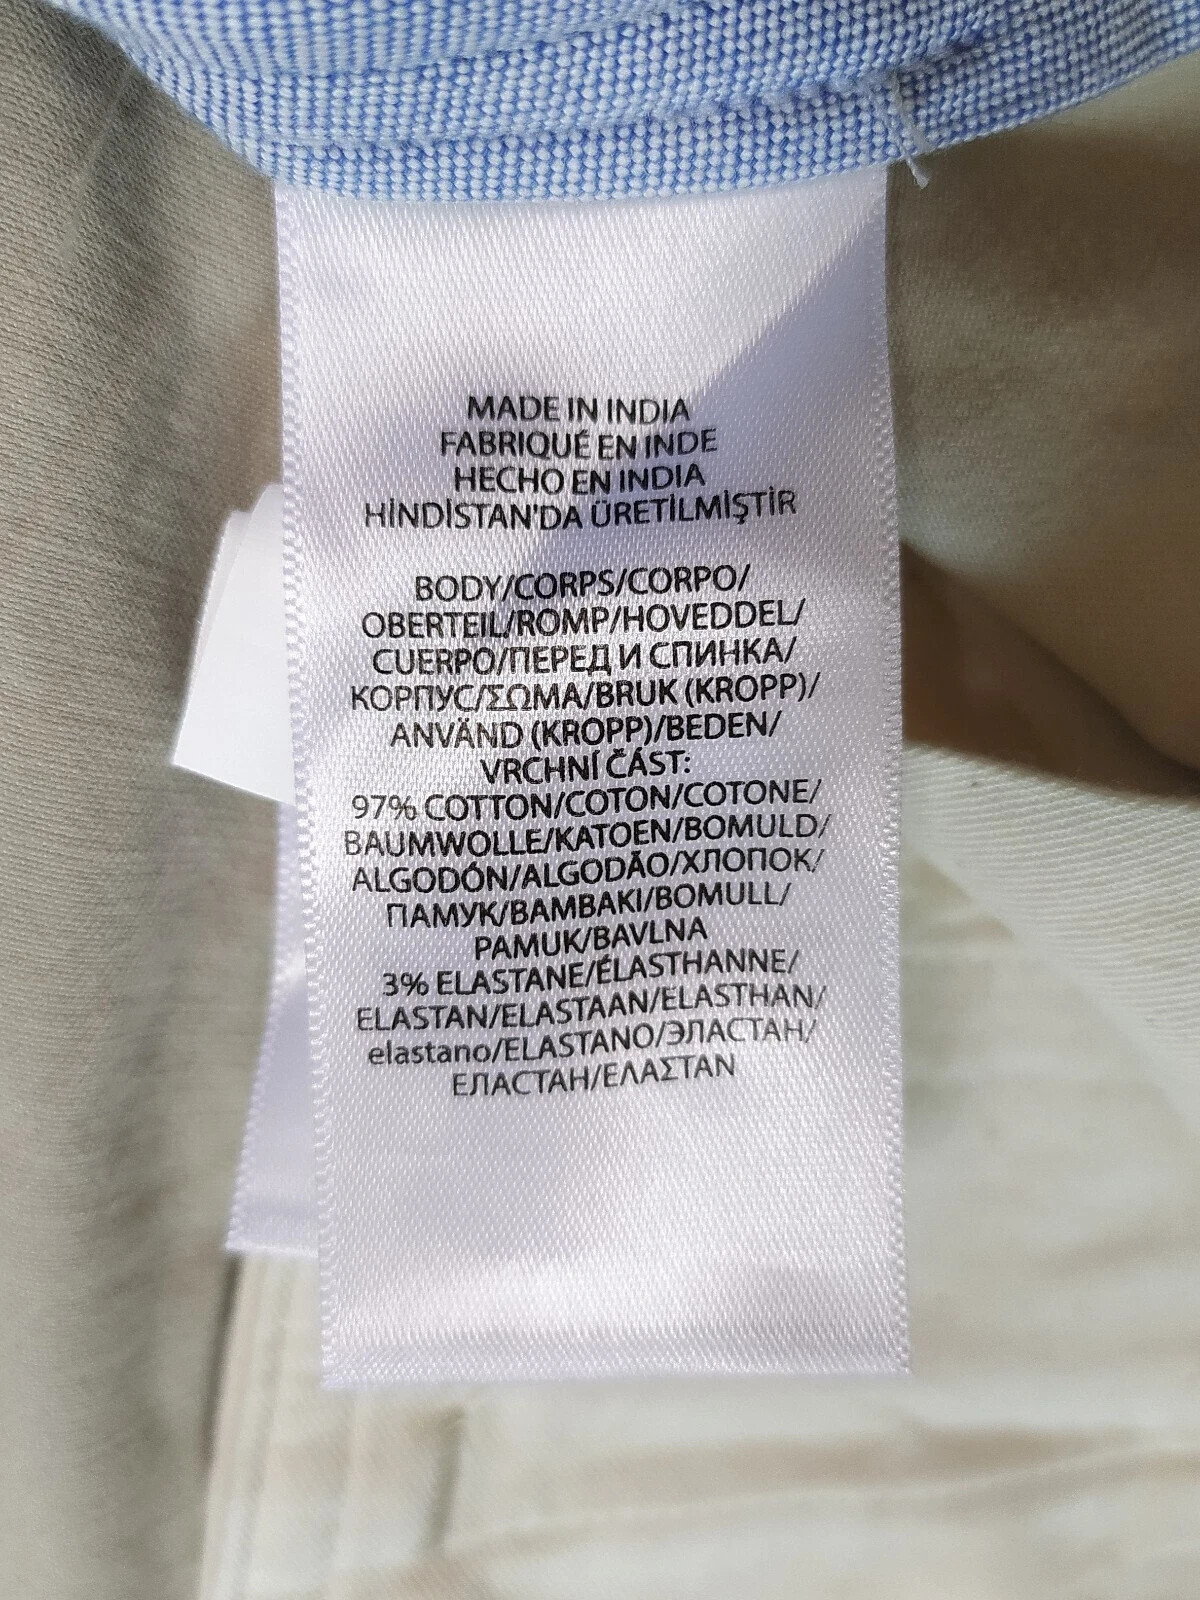 MADE IN INDIA
FABRIQUÉ EN INDE
HECHO EN INDIA
HİNDİSTAN'DA ÜRETİLMİŞTİR
BODY/CORPS/CORPO/
OBERTEIL/ROMP/HOVEDDEL/
CUERPO/ПЕРЕД И СПИНКА/
КОРПУС/ΣΩΜΑ/BRUK (KROPP)/
ANVÄND (KROPP)/BEDEN/
VRCHNÍ ČÁST:
97% COTTON/COTON/COTONE/
BAUMWOLLE/KATOEN/BOMULD/
ALGODÓN/ALGODÃO/ХЛОПОК/
ПАМУК/BAMBAKI/BOMULL/
PAMUK/BAVLNA
3% ELASTANE/ÉLASTHANNE/
ELASTAN/ELASTAAN/ELASTHAN/
elastano/ELASTANO/ЭЛАСТАН/
ЕЛАСТАН/ΕΛΑΣΤΑΝ